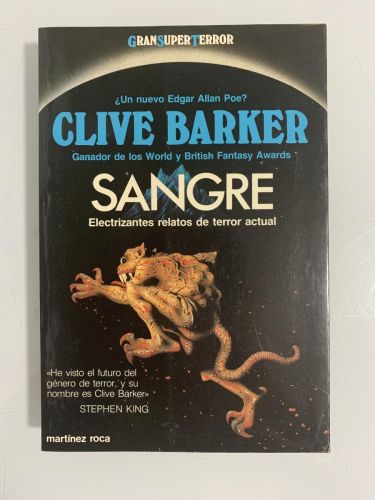 GRANSUPERTERROR
¿Un nuevo Edgar Allan Poe?
CLIVE BARKER
Ganador de los World y British Fantasy Awards
SANGRE
Electrizantes relatos de terror actual
«He visto el futuro del
género de terror, y su
nombre es Clive Barker»
STEPHEN KING
martínez roca